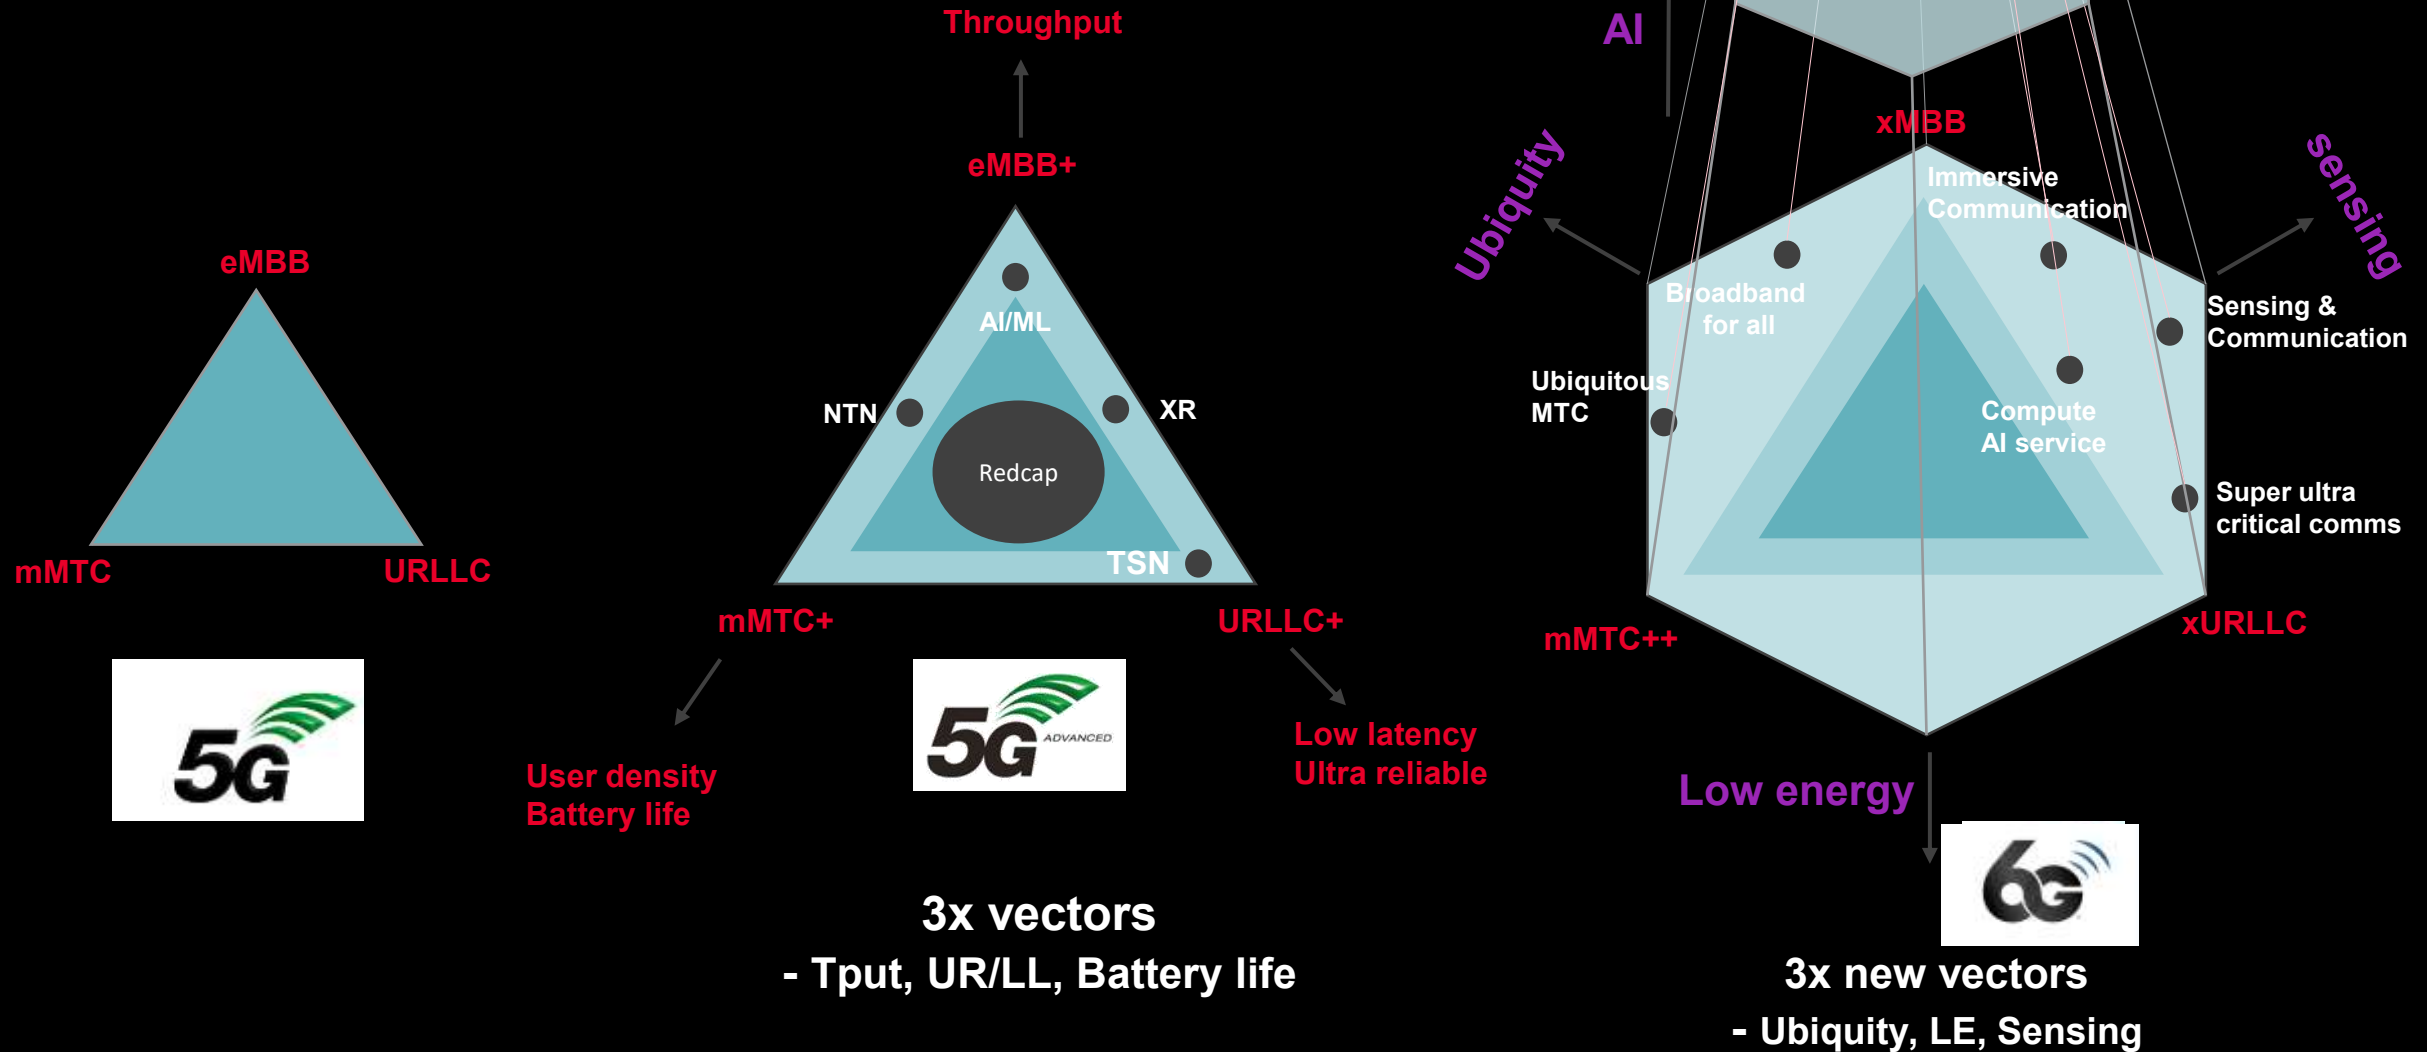 eMBB
mMTC
URLLC
5G
Throughput
eMBB+
AI/ML
NTN
XR
Redcap
TSN
mMTC+
URLLC+
5G
ADVANCED
User density
Battery life
Low latency
Ultra reliable
3x vectors
- Tput, UR/LL, Battery life
AI
xMBB
Ubiquity
sensing
Immersive
Communication
Broadband
for all
Sensing &
Communication
Ubiquitous
MTC
Compute
AI service
Super ultra
critical comms
mMTC++
xURLLC
Low energy
6G
3x new vectors
- Ubiquity, LE, Sensing